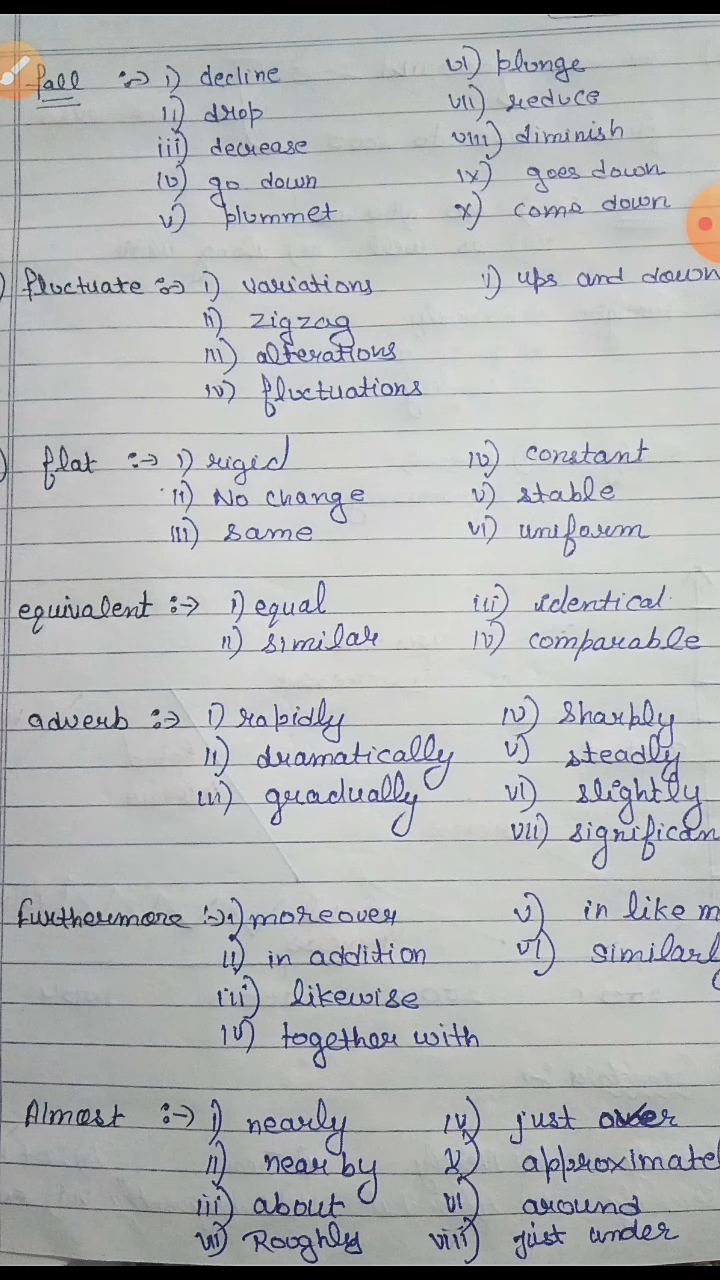 fall :-> i) decline vi) plunge
ii) drop vii) reduce
iii) decrease viii) diminish
iv) go down ix) goes down
v) plummet x) come down
fluctuate :-> i) variations i) ups and down
ii) zigzag
iii) alterations
iv) fluctuations
flat :-> i) rigid iv) constant
ii) No change v) stable
iii) same vi) uniform
equivalent :-> i) equal iii) identical
ii) similar iv) comparable
adverb :-> i) rapidly iv) Sharply
ii) dramatically v) steadly
iii) gradually vi) slightly
vii) significan
Furthermore :-> i) moreover v) in like m
ii) in addition vi) similarl
iii) likewise
iv) together with
Almost :-> i) nearly iv) just over
ii) near by v) approximate
iii) about vi) around
vii) Roughly viii) just under